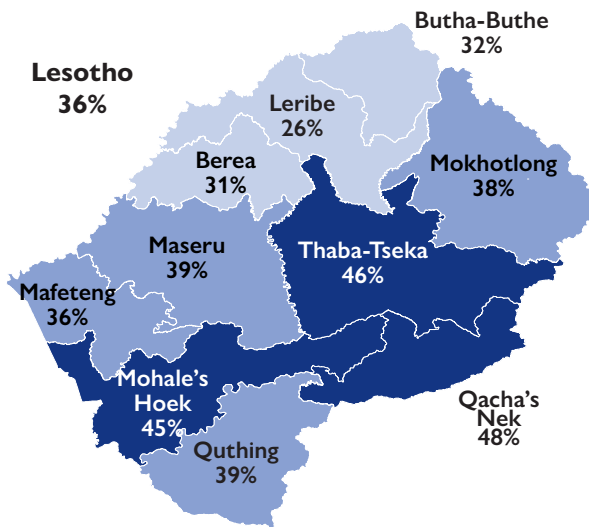 Butha-Buthe
32%
Lesotho
36%
Leribe
26%
Berea
31%
Mokhotlong
38%
Maseru
39%
Thaba-Tseka
46%
Mafeteng
36%
Mohale's
Hoek
45%
Qacha's
Nek
48%
Quthing
39%